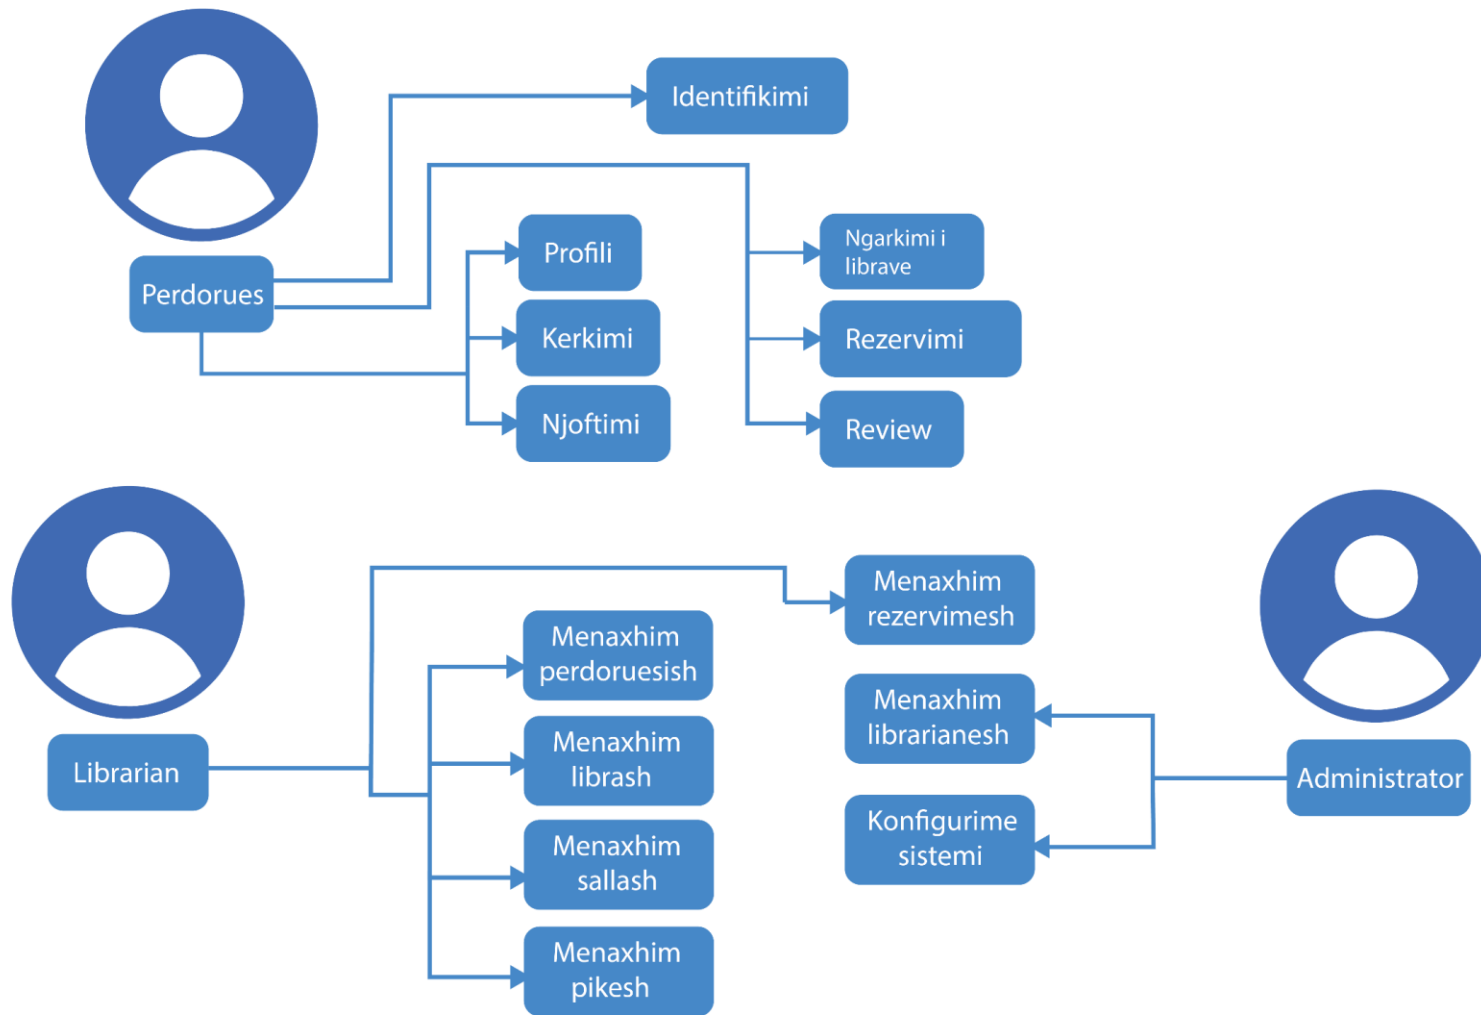 Identifikimi
Perdorues
Profili
Kerkimi
Njoftimi
Ngarkimi i
librave
Rezervimi
Review
Librarian
Menaxhim
perdoruesish
Menaxhim
librash
Menaxhim
sallash
Menaxhim
pikesh
Menaxhim
rezervimesh
Menaxhim
librarianesh
Konfigurime
sistemi
Administrator